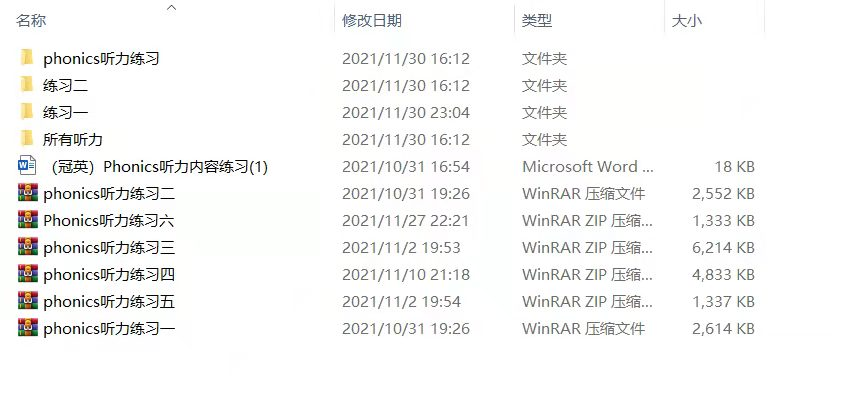 名称 修改日期 类型 大小
phonics听力练习 2021/11/30 16:12 文件夹
练习二 2021/11/30 16:12 文件夹
练习一 2021/11/30 23:04 文件夹
所有听力 2021/11/30 16:12 文件夹
（冠英）Phonics听力内容练习(1) 2021/10/31 16:54 Microsoft Word ... 18 KB
phonics听力练习二 2021/10/31 19:26 WinRAR 压缩文件 2,552 KB
Phonics听力练习六 2021/11/27 22:21 WinRAR ZIP 压缩... 1,333 KB
phonics听力练习三 2021/11/2 19:53 WinRAR ZIP 压缩... 6,214 KB
phonics听力练习四 2021/11/10 21:18 WinRAR ZIP 压缩... 4,833 KB
phonics听力练习五 2021/11/2 19:54 WinRAR ZIP 压缩... 1,337 KB
phonics听力练习一 2021/10/31 19:26 WinRAR 压缩文件 2,614 KB